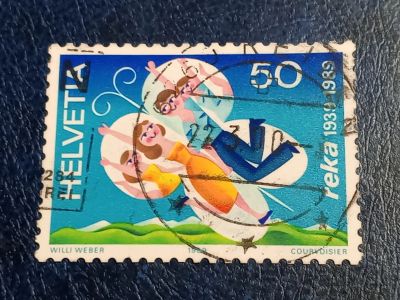 HELVETIA
50
reka 1939-1989
WILLI WEBER
1989
COURVOISIER